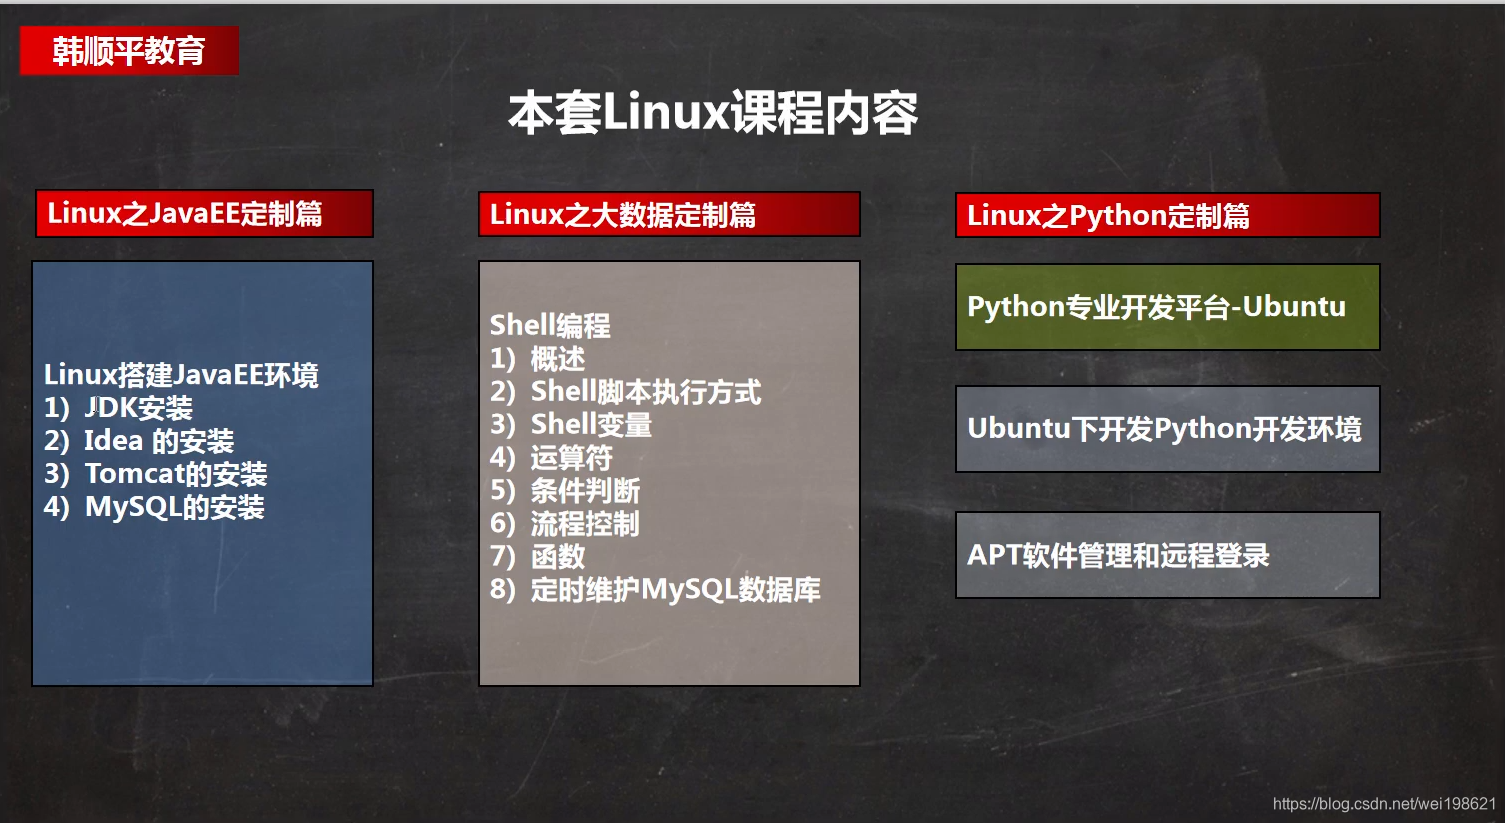 韩顺平教育
本套Linux课程内容
Linux之JavaEE定制篇
Linux搭建JavaEE环境
1) JDK安装
2) Idea 的安装
3) Tomcat的安装
4) MySQL的安装
Linux之大数据定制篇
Shell编程
1) 概述
2) Shell脚本执行方式
3) Shell变量
4) 运算符
5) 条件判断
6) 流程控制
7) 函数
8) 定时维护MySQL数据库
Linux之Python定制篇
Python专业开发平台-Ubuntu
Ubuntu下开发Python开发环境
APT软件管理和远程登录
https://blog.csdn.net/wei198621